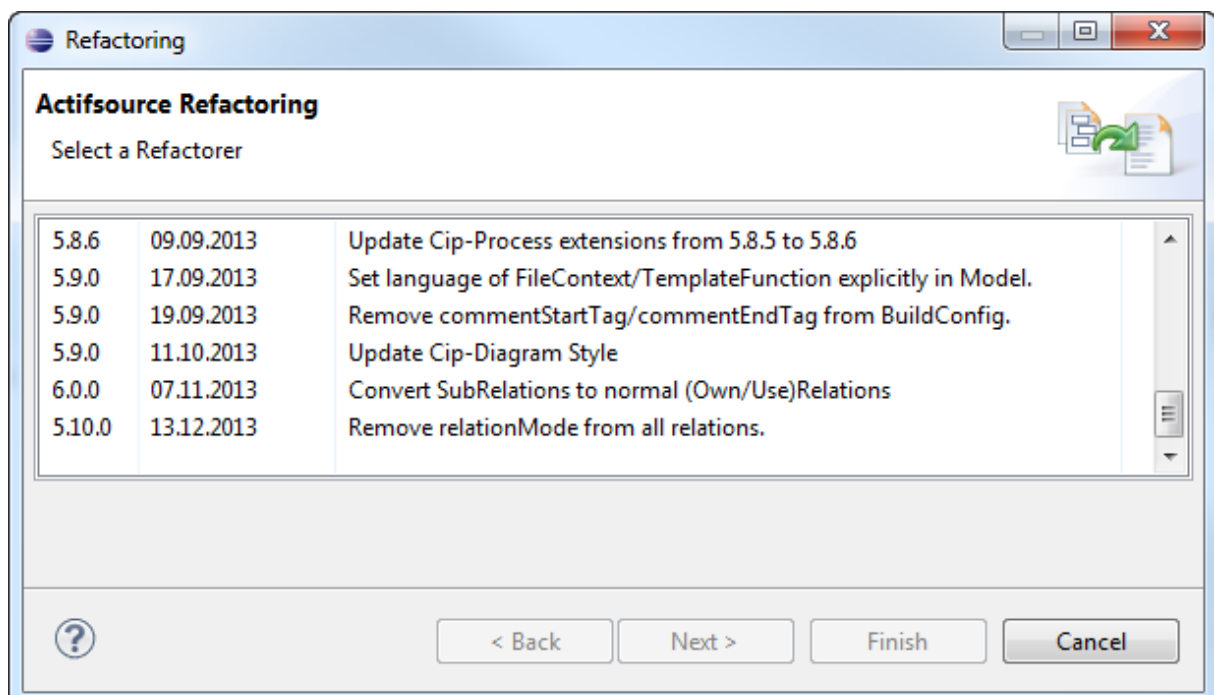 Refactoring
Actifsource Refactoring
Select a Refactorer
5.8.6 09.09.2013 Update Cip-Process extensions from 5.8.5 to 5.8.6
5.9.0 17.09.2013 Set language of FileContext/TemplateFunction explicitly in Model.
5.9.0 19.09.2013 Remove commentStartTag/commentEndTag from BuildConfig.
5.9.0 11.10.2013 Update Cip-Diagram Style
6.0.0 07.11.2013 Convert SubRelations to normal (Own/Use)Relations
5.10.0 13.12.2013 Remove relationMode from all relations.
? < Back Next > Finish Cancel